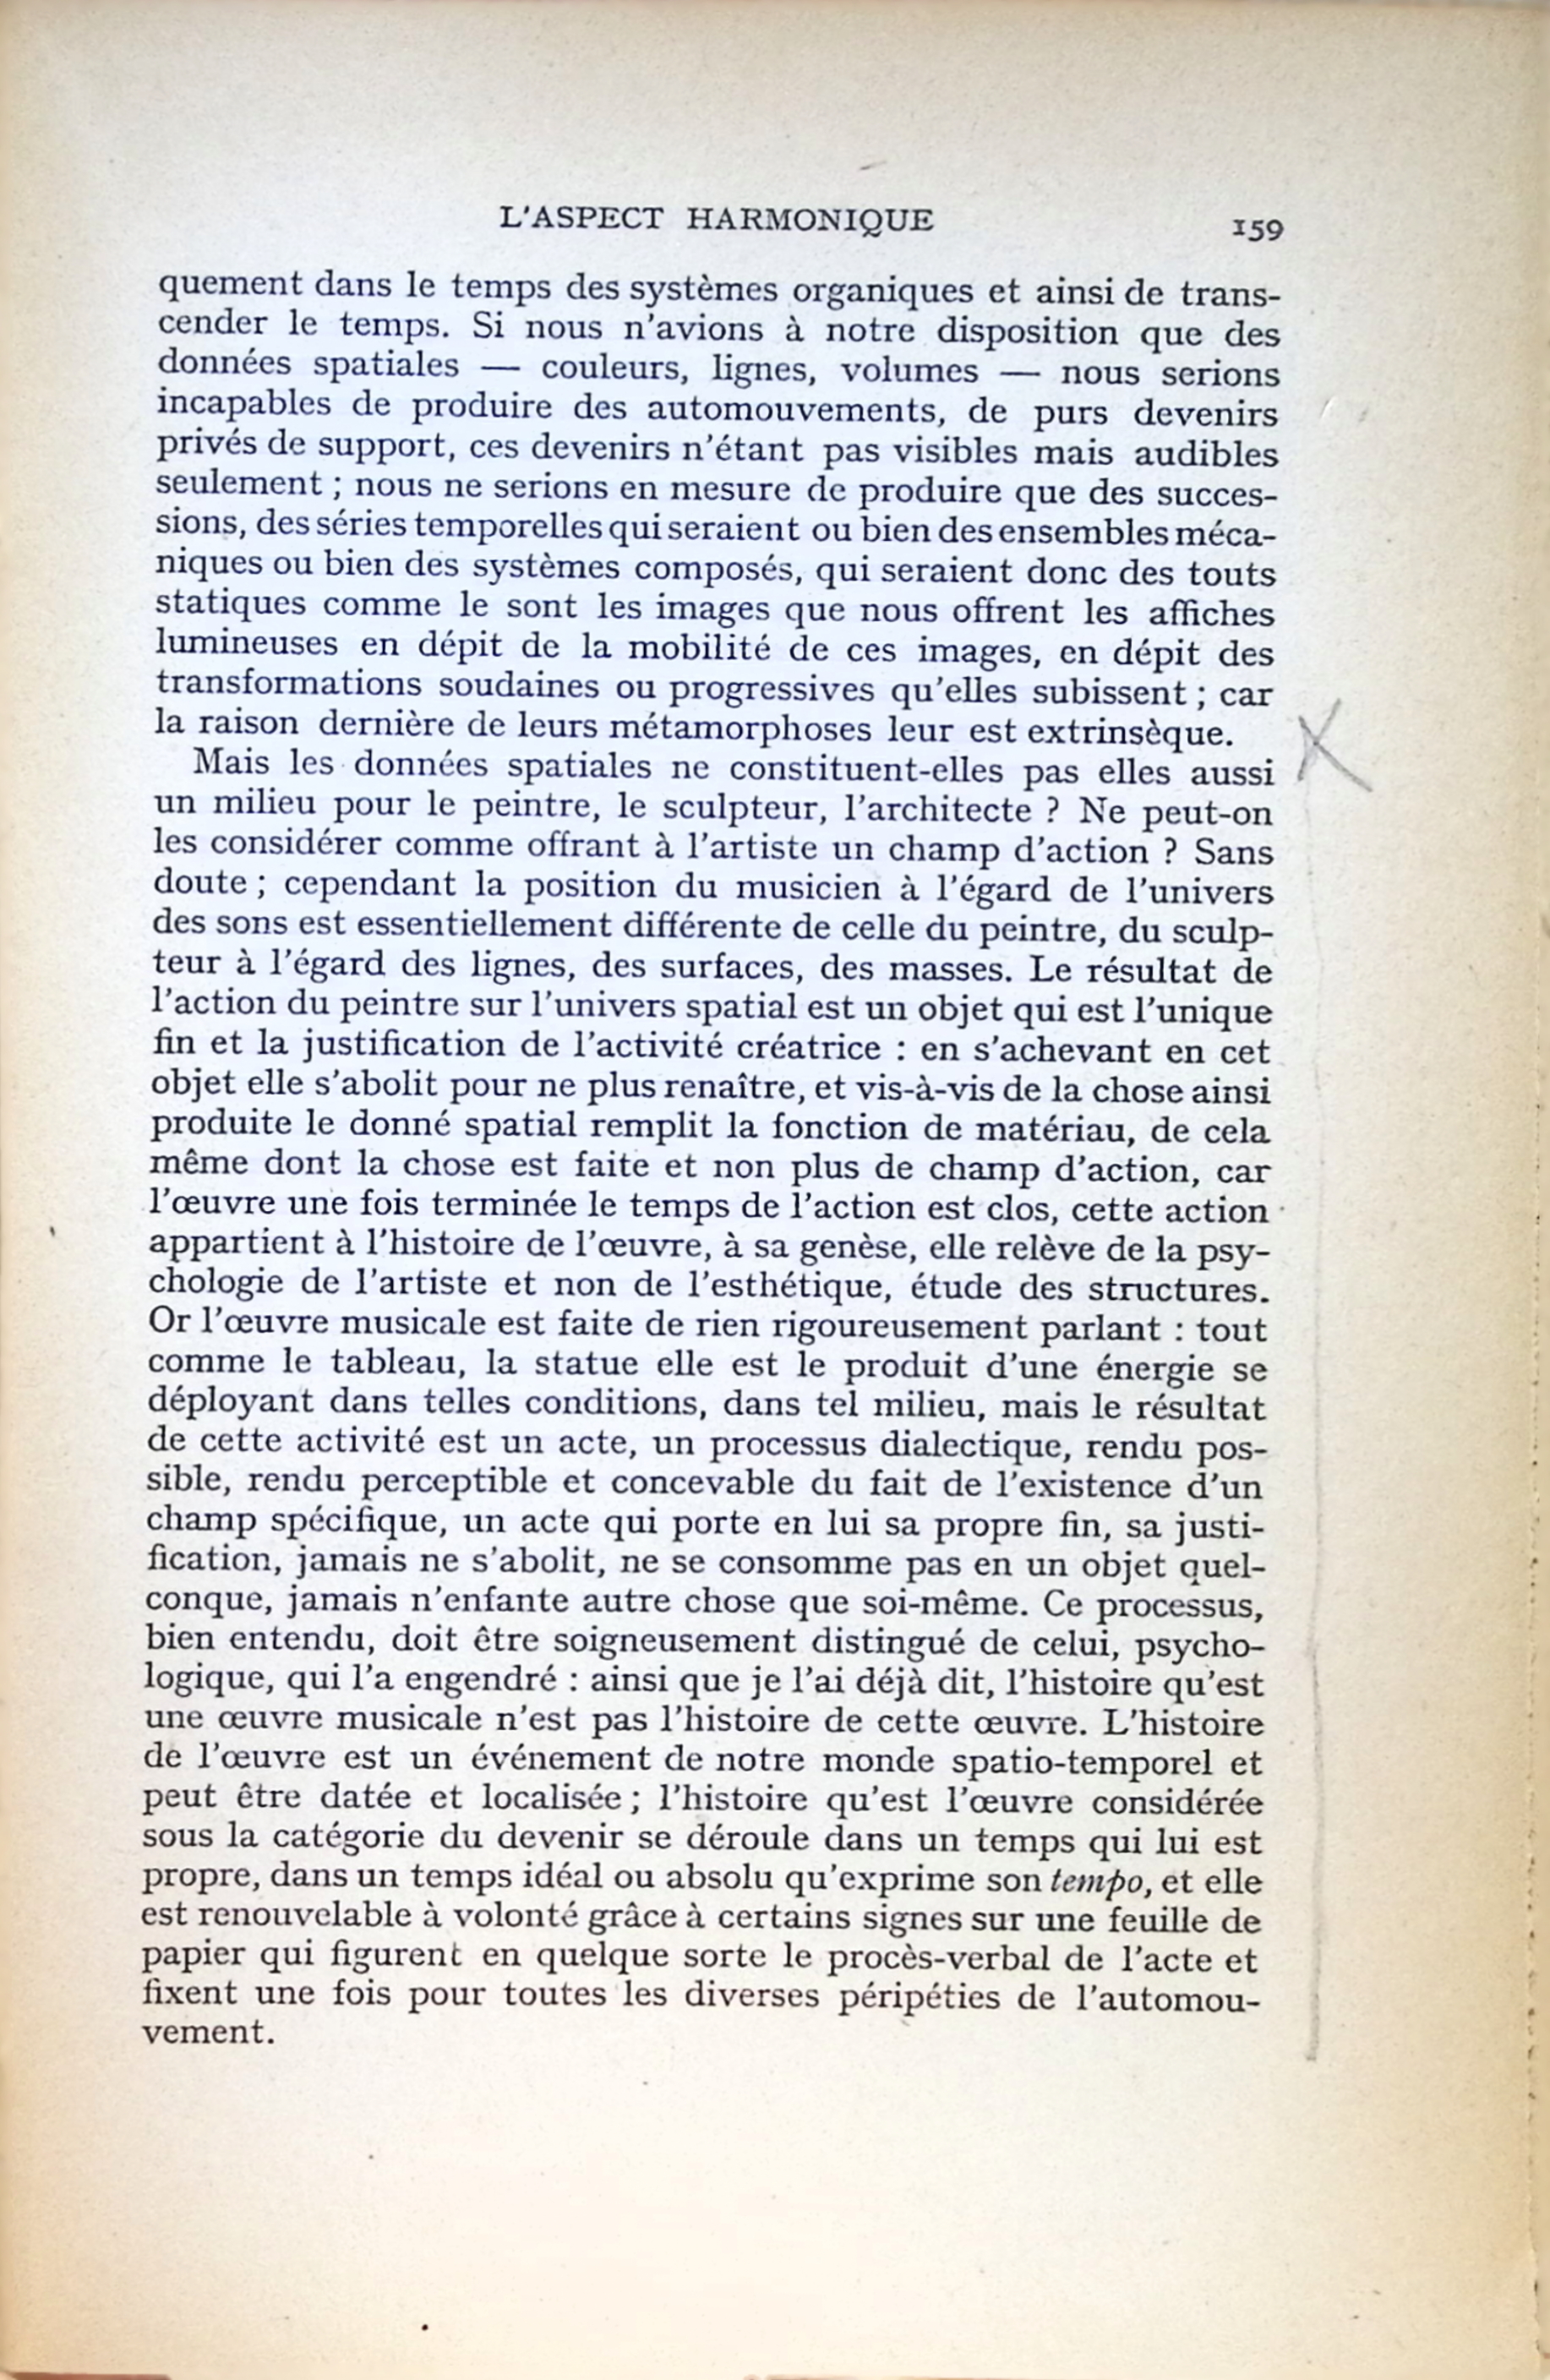 L'ASPECT HARMONIQUE 159
quement dans le temps des systèmes organiques et ainsi de trans-
cender le temps. Si nous n'avions à notre disposition que des
données spatiales — couleurs, lignes, volumes — nous serions
incapables de produire des automouvements, de purs devenirs
privés de support, ces devenirs n'étant pas visibles mais audibles
seulement ; nous ne serions en mesure de produire que des succes-
sions, des séries temporelles qui seraient ou bien des ensembles méca-
niques ou bien des systèmes composés, qui seraient donc des touts
statiques comme le sont les images que nous offrent les affiches
lumineuses en dépit de la mobilité de ces images, en dépit des
transformations soudaines ou progressives qu'elles subissent ; car
la raison dernière de leurs métamorphoses leur est extrinsèque.
Mais les données spatiales ne constituent-elles pas elles aussi
un milieu pour le peintre, le sculpteur, l'architecte ? Ne peut-on
les considérer comme offrant à l'artiste un champ d'action ? Sans
doute ; cependant la position du musicien à l'égard de l'univers
des sons est essentiellement différente de celle du peintre, du sculp-
teur à l'égard des lignes, des surfaces, des masses. Le résultat de
l'action du peintre sur l'univers spatial est un objet qui est l'unique
fin et la justification de l'activité créatrice : en s'achevant en cet
objet elle s'abolit pour ne plus renaître, et vis-à-vis de la chose ainsi
produite le donné spatial remplit la fonction de matériau, de cela
même dont la chose est faite et non plus de champ d'action, car
l'œuvre une fois terminée le temps de l'action est clos, cette action
appartient à l'histoire de l'œuvre, à sa genèse, elle relève de la psy-
chologie de l'artiste et non de l'esthétique, étude des structures.
Or l'œuvre musicale est faite de rien rigoureusement parlant : tout
comme le tableau, la statue elle est le produit d'une énergie se
déployant dans telles conditions, dans tel milieu, mais le résultat
de cette activité est un acte, un processus dialectique, rendu pos-
sible, rendu perceptible et concevable du fait de l'existence d'un
champ spécifique, un acte qui porte en lui sa propre fin, sa justi-
fication, jamais ne s'abolit, ne se consomme pas en un objet quel-
conque, jamais n'enfante autre chose que soi-même. Ce processus,
bien entendu, doit être soigneusement distingué de celui, psycho-
logique, qui l'a engendré : ainsi que je l'ai déjà dit, l'histoire qu'est
une œuvre musicale n'est pas l'histoire de cette œuvre. L'histoire
de l'œuvre est un événement de notre monde spatio-temporel et
peut être datée et localisée ; l'histoire qu'est l'œuvre considérée
sous la catégorie du devenir se déroule dans un temps qui lui est
propre, dans un temps idéal ou absolu qu'exprime son tempo, et elle
est renouvelable à volonté grâce à certains signes sur une feuille de
papier qui figurent en quelque sorte le procès-verbal de l'acte et
fixent une fois pour toutes les diverses péripéties de l'automou-
vement.